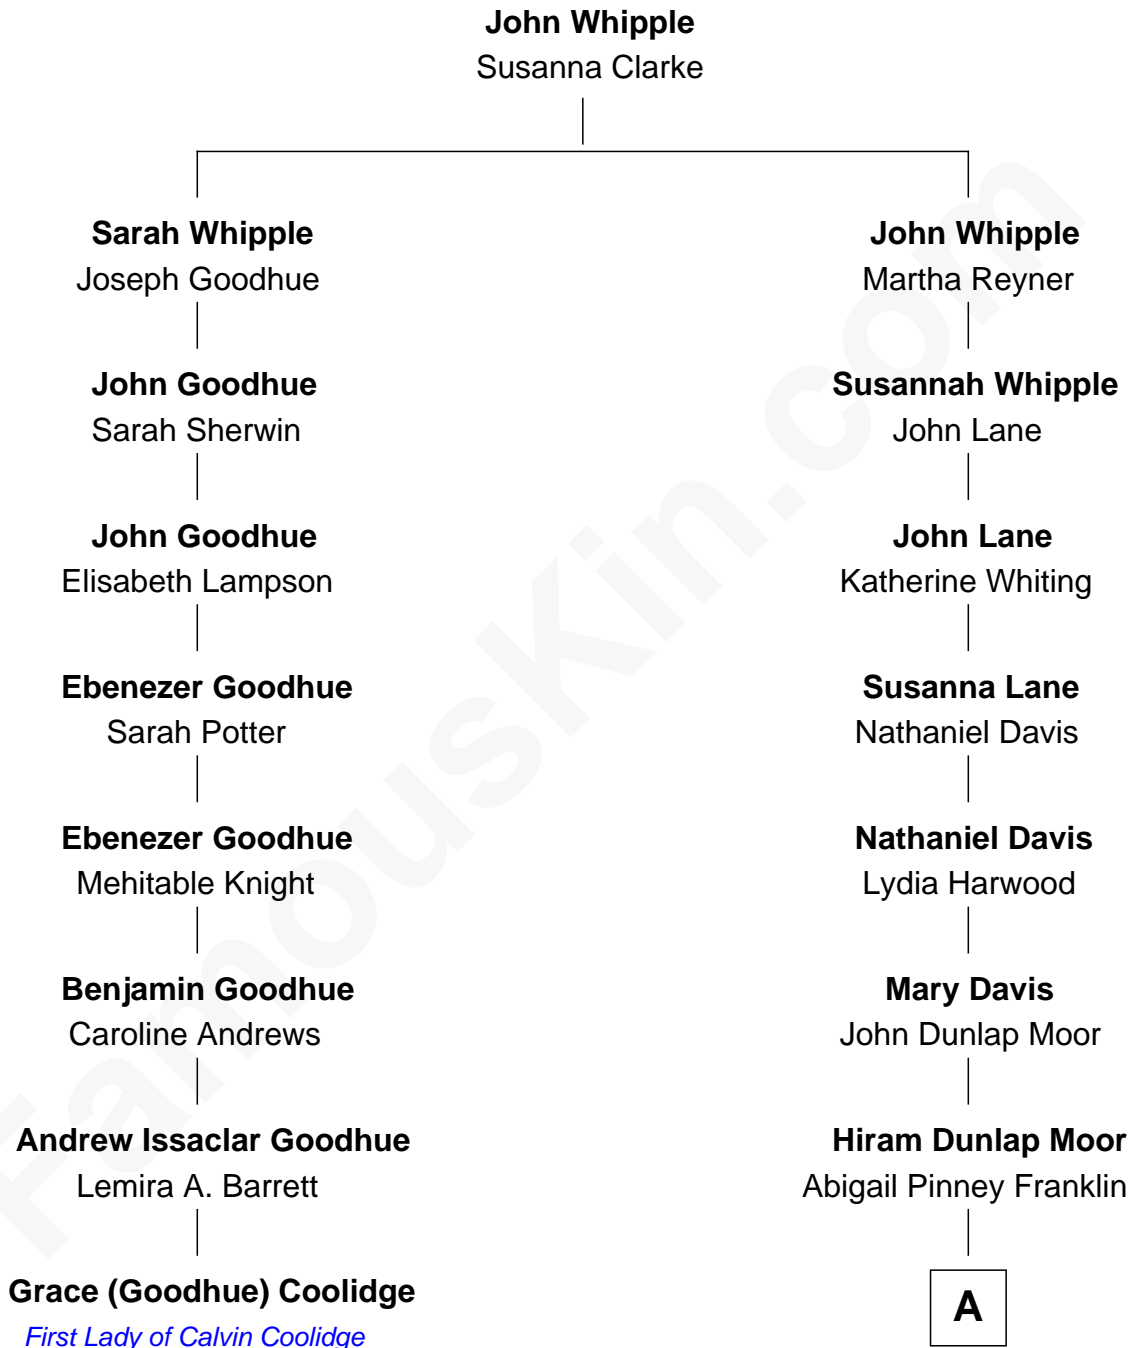 John Whipple
Susanna Clarke
Sarah Whipple
Joseph Goodhue
John Goodhue
Sarah Sherwin
John Goodhue
Elisabeth Lampson
Ebenezer Goodhue
Sarah Potter
Ebenezer Goodhue
Mehitable Knight
Benjamin Goodhue
Caroline Andrews
Andrew Issaclar Goodhue
Lemira A. Barrett
Grace (Goodhue) Coolidge
First Lady of Calvin Coolidge
John Whipple
Martha Reyner
Susannah Whipple
John Lane
John Lane
Katherine Whiting
Susanna Lane
Nathaniel Davis
Nathaniel Davis
Lydia Harwood
Mary Davis
John Dunlap Moor
Hiram Dunlap Moor
Abigail Pinney Franklin
A
FamousKin.com